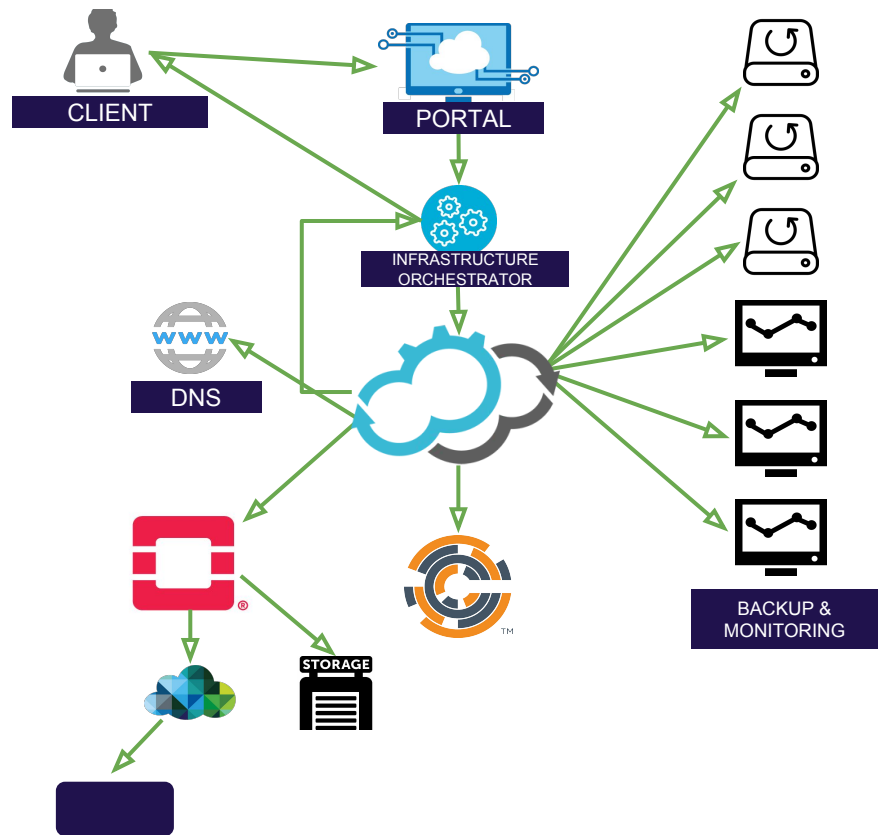 CLIENT
PORTAL
INFRASTRUCTURE
ORCHESTRATOR
www
DNS
®
TM
STORAGE
BACKUP &
MONITORING